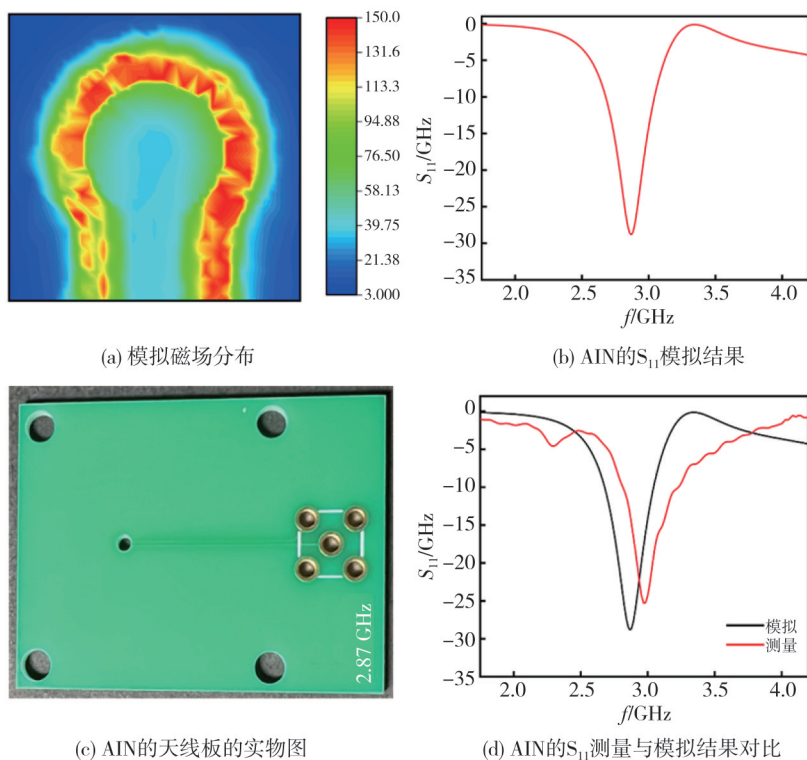 150.0
131.6
113.3
94.88
76.50
58.13
39.75
21.38
3.000
(a) 模拟磁场分布
0
−5
−10
−15
−20
−25
−30
−35
S₁₁/GHz
2.0 2.5 3.0 3.5 4.0
f/GHz
(b) AIN的S₁₁模拟结果
2.87 GHz
(c) AIN的天线板的实物图
0
−5
−10
−15
−20
−25
−30
−35
S₁₁/GHz
模拟
测量
2.0 2.5 3.0 3.5 4.0
f/GHz
(d) AIN的S₁₁测量与模拟结果对比